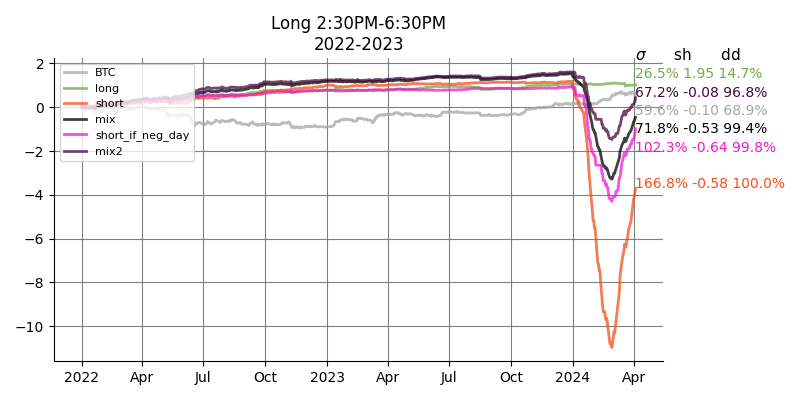 Long 2:30PM-6:30PM
2022-2023
σ sh dd
26.5% 1.95 14.7%
67.2% -0.08 96.8%
59.6% -0.10 68.9%
71.8% -0.53 99.4%
102.3% -0.64 99.8%
166.8% -0.58 100.0%
BTC
long
short
mix
short_if_neg_day
mix2
2
0
−2
−4
−6
−8
−10
2022 Apr Jul Oct 2023 Apr Jul Oct 2024 Apr